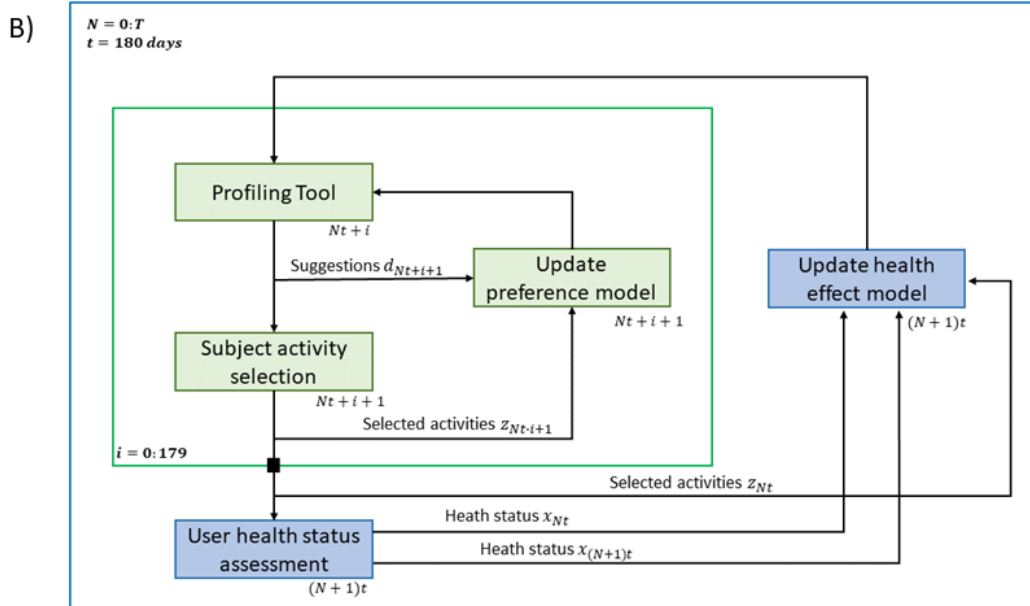 B)
N = 0:T
t = 180 days
Profiling Tool
Nt + i
Suggestions d_{Nt+i+1}
Update
preference model
Nt + i + 1
Update health
effect model
(N + 1)t
Subject activity
selection
Nt + i + 1
Selected activities z_{Nt·i+1}
i = 0:179
Selected activities z_{Nt}
Heath status x_{Nt}
User health status
assessment
Heath status x_{(N+1)t}
(N + 1)t